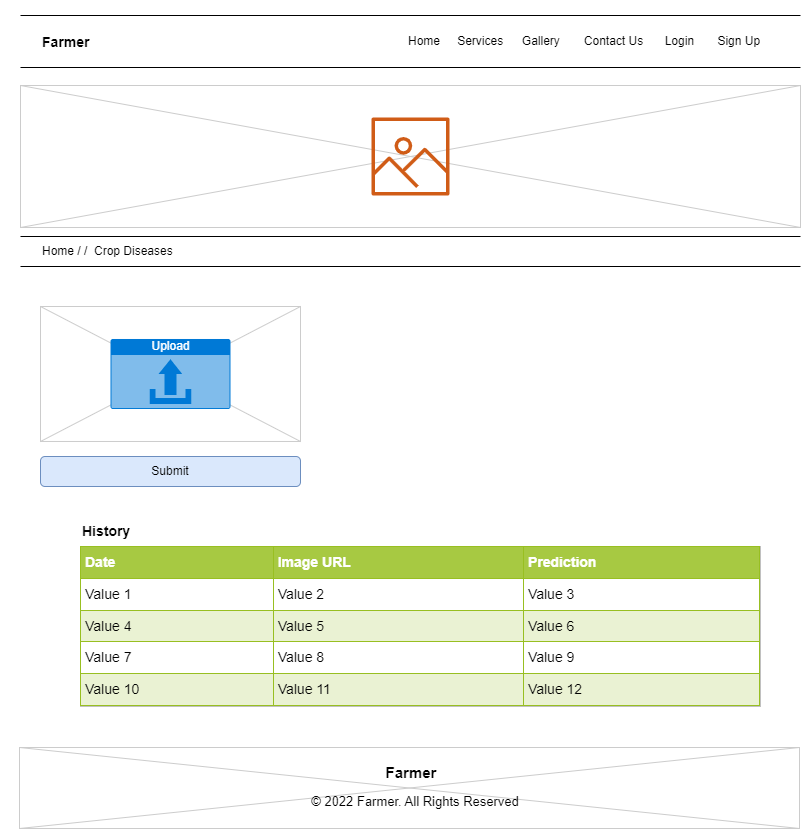 Farmer Home Services Gallery Contact Us Login Sign Up
Home / / Crop Diseases
Upload
Submit
History
Date Image URL Prediction
Value 1 Value 2 Value 3
Value 4 Value 5 Value 6
Value 7 Value 8 Value 9
Value 10 Value 11 Value 12
Farmer
© 2022 Farmer. All Rights Reserved